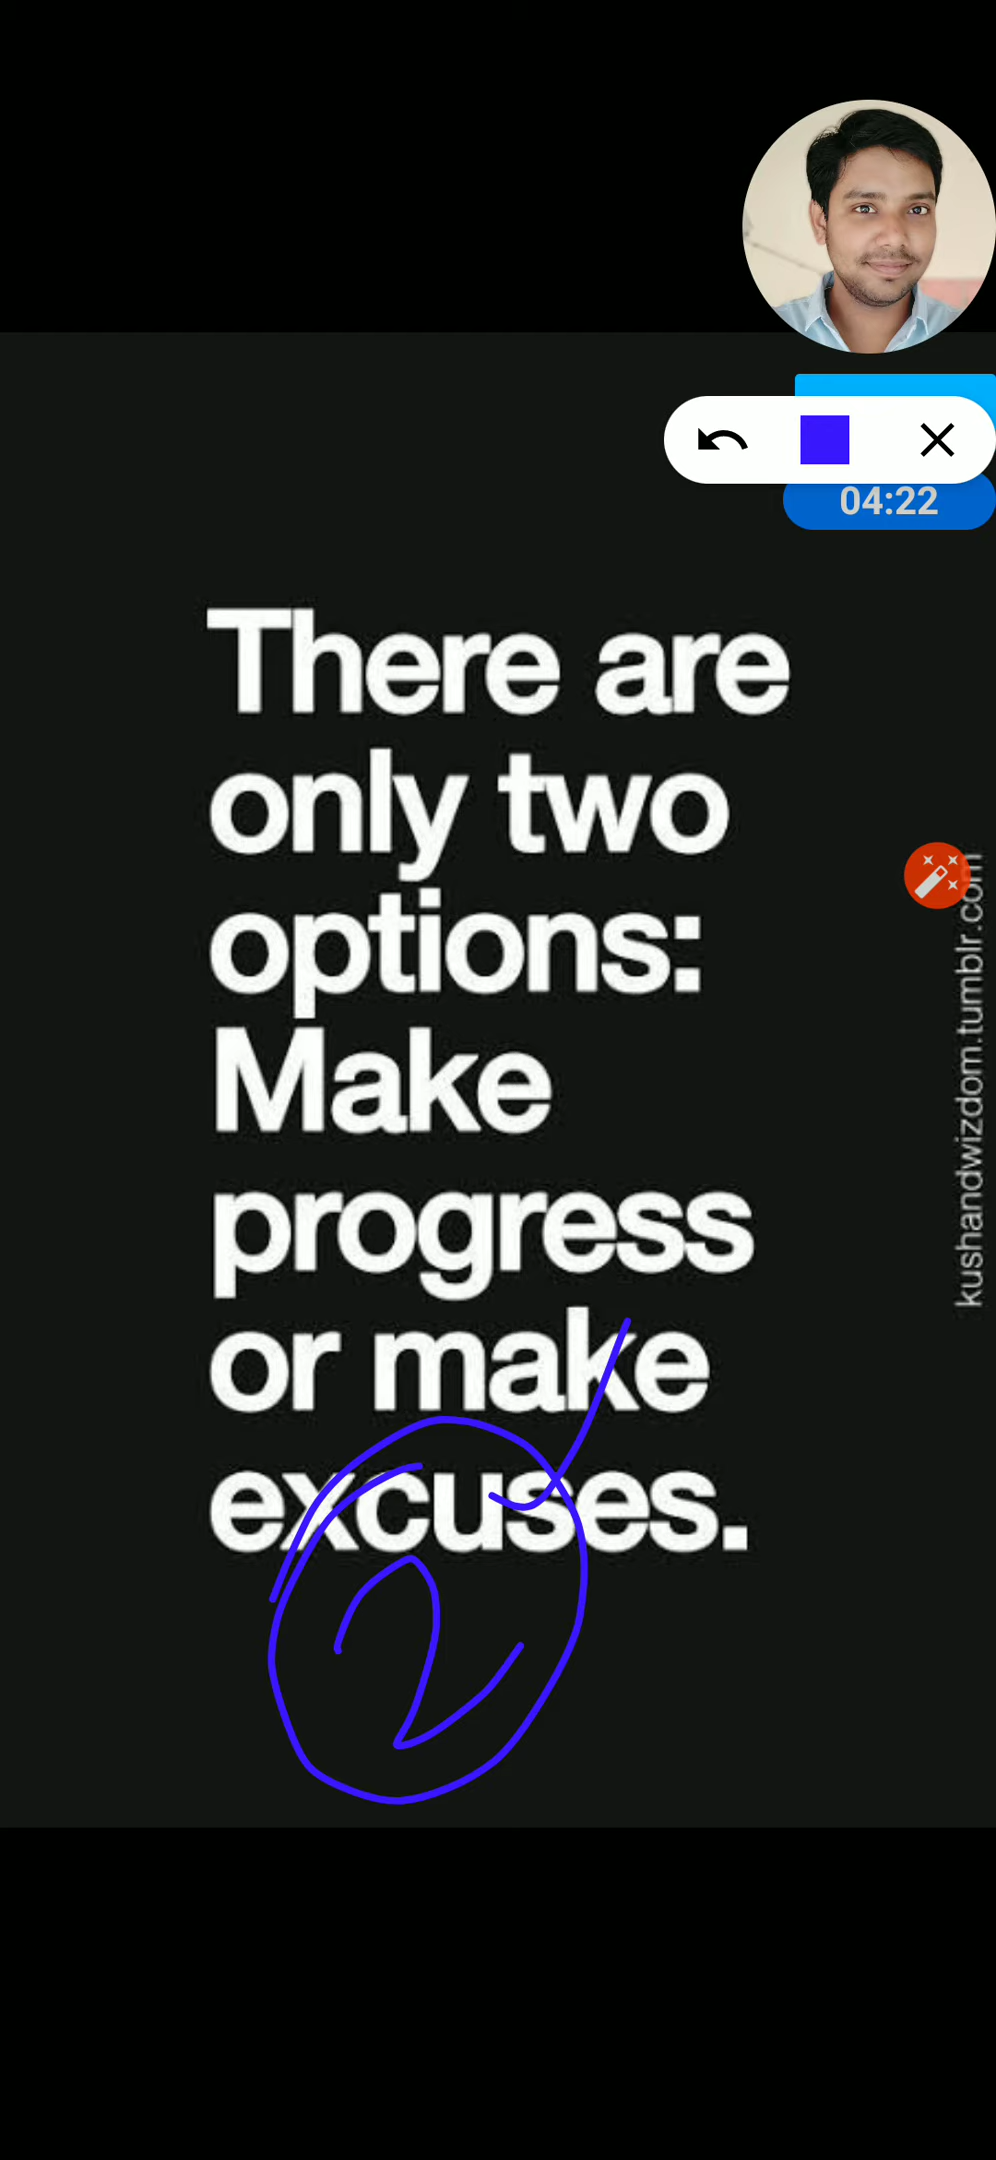 04:22
There are
only two
options:
Make
progress
or make
excuses.
2
kushandwizdom.tumblr.com